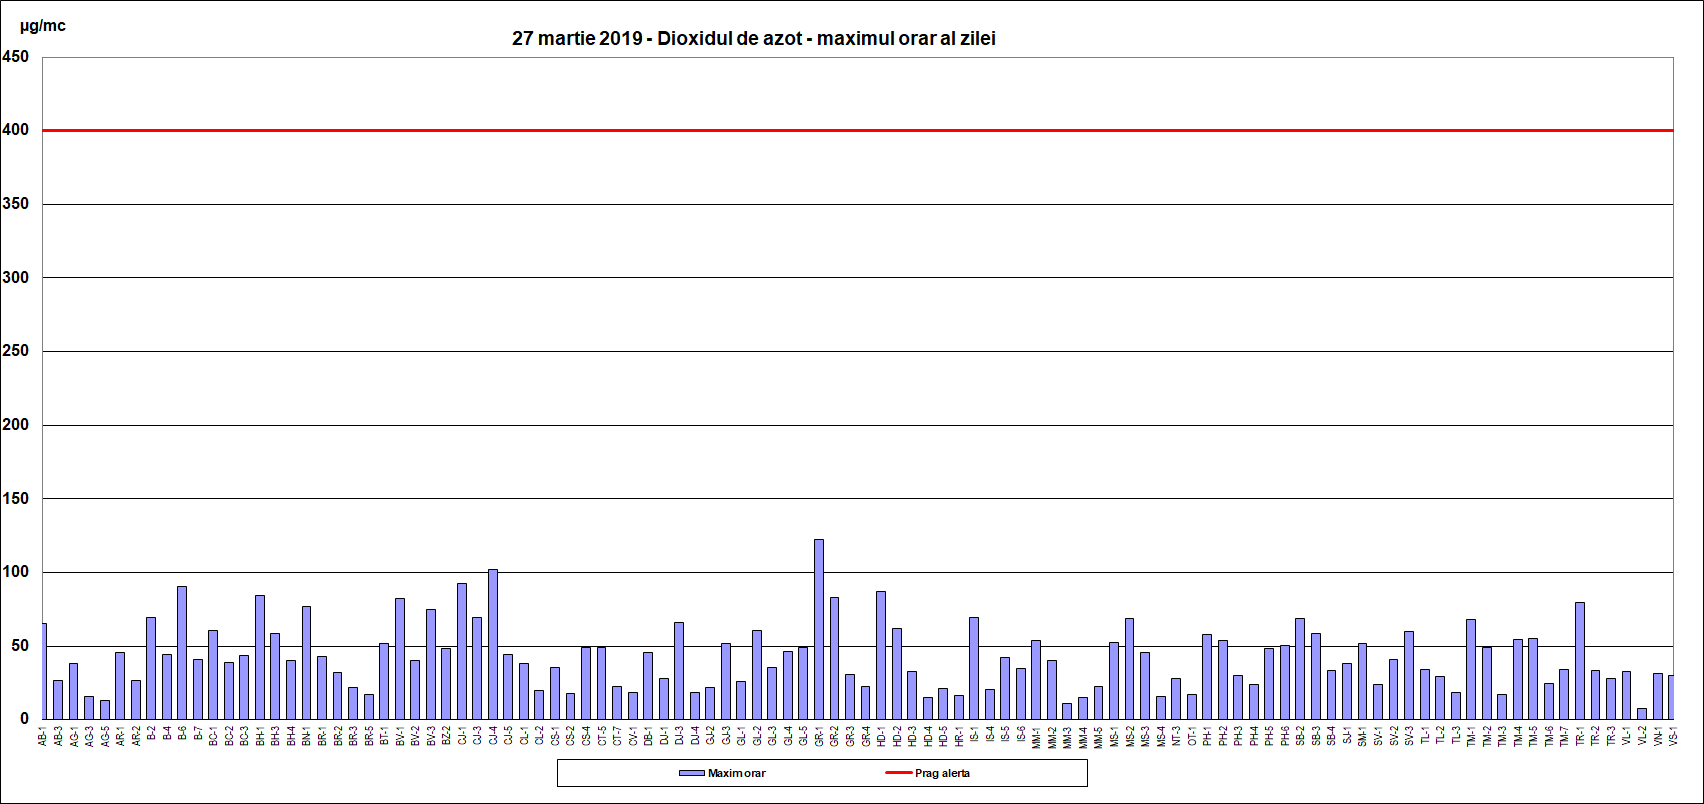 µg/mc
27 martie 2019 - Dioxidul de azot - maximul orar al zilei
450
400
350
300
250
200
150
100
50
0
AB-1 AB-3 AG-1 AG-3 AG-5 AR-1 AR-2 B-2 B-4 B-6 B-7 BC-1 BC-2 BC-3 BH-1 BH-3 BH-4 BN-1 BR-1 BR-2 BR-3 BR-5 BT-1 BV-1 BV-2 BV-3 BZ-2 CJ-1 CJ-3 CJ-4 CJ-5 CL-1 CL-2 CS-1 CS-2 CS-4 CT-5 CT-7 CV-1 DB-1 DJ-1 DJ-3 DJ-4 GJ-2 GJ-3 GL-1 GL-2 GL-3 GL-4 GL-5 GR-1 GR-2 GR-3 GR-4 HD-1 HD-2 HD-3 HD-4 HD-5 HR-1 IS-1 IS-4 IS-5 IS-6 MM-1 MM-2 MM-3 MM-4 MM-5 MS-1 MS-2 MS-3 MS-4 NT-3 OT-1 PH-1 PH-2 PH-3 PH-4 PH-5 PH-6 SB-2 SB-3 SB-4 SJ-1 SM-1 SV-1 SV-2 SV-3 TL-1 TL-2 TL-3 TM-1 TM-2 TM-3 TM-4 TM-5 TM-6 TM-7 TR-1 TR-2 TR-3 VL-1 VL-2 VN-1 VS-1
Maxim orar Prag alerta